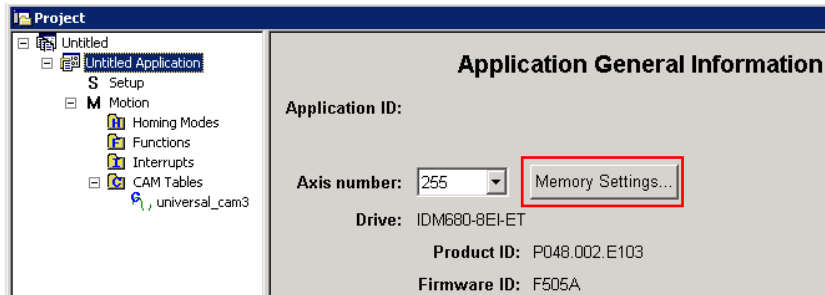 Project
Untitled
Untitled Application
S Setup
M Motion
H Homing Modes
F Functions
I Interrupts
C CAM Tables
universal_cam3
Application General Information
Application ID:
Axis number: 255 Memory Settings...
Drive: IDM680-8EI-ET
Product ID: P048.002.E103
Firmware ID: F505A